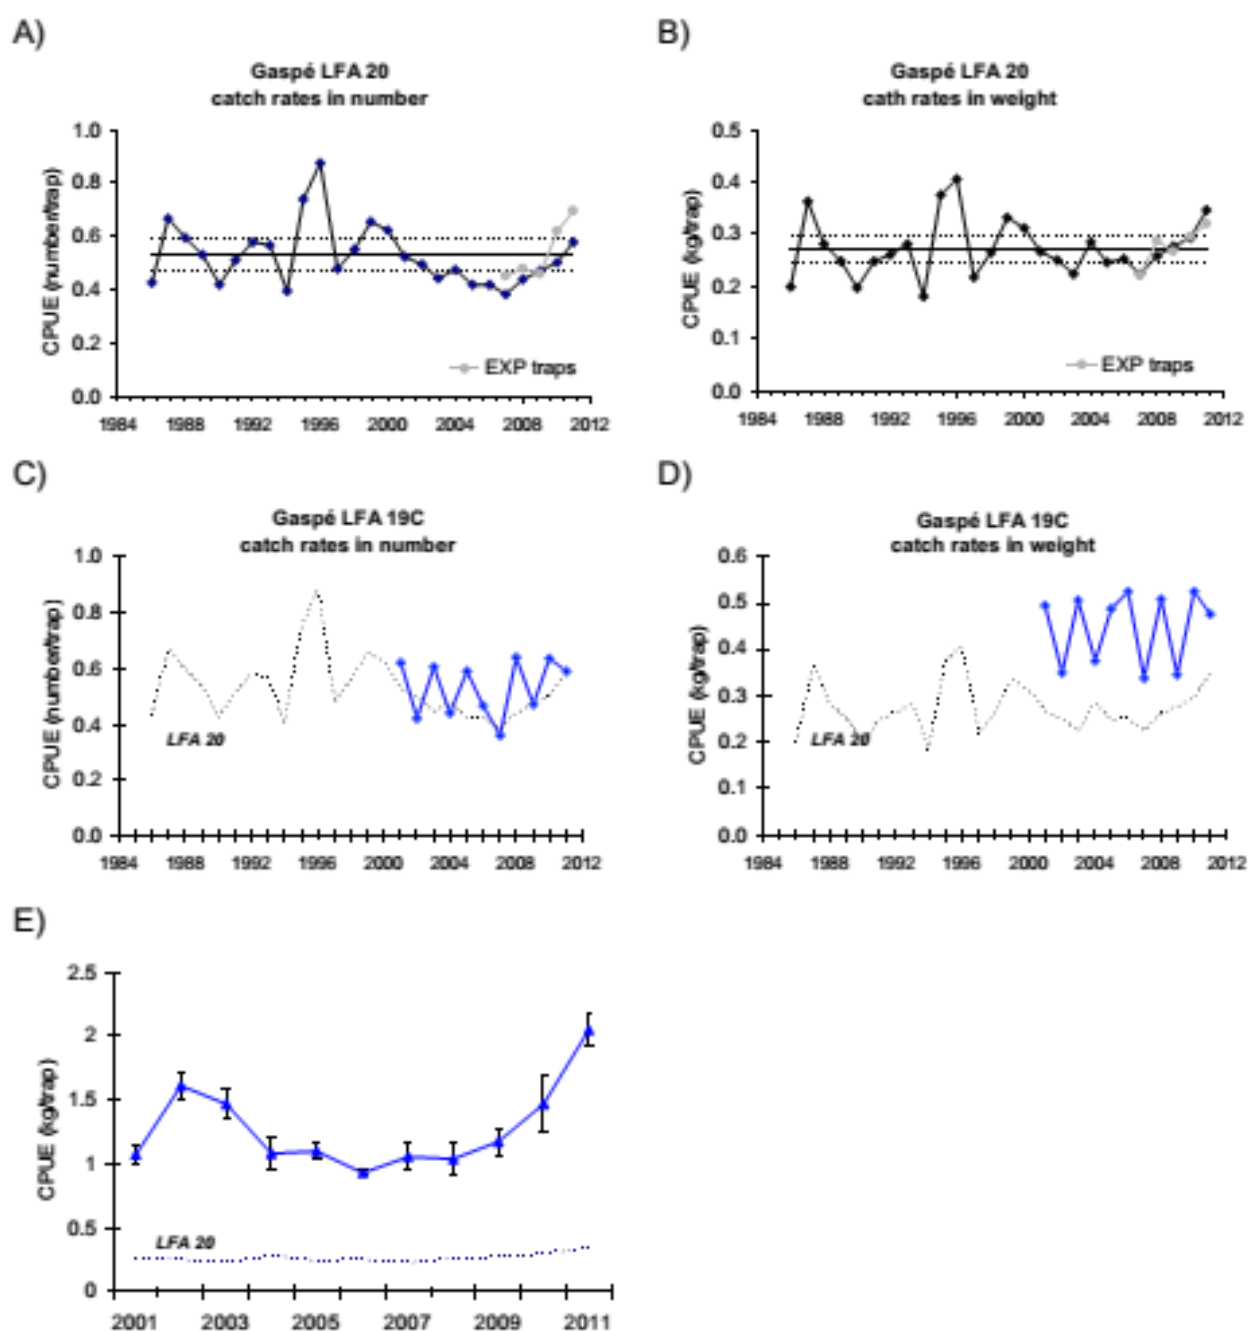 A)
Gaspé LFA 20
catch rates in number
CPUE (number/trap)
1.0
0.8
0.6
0.4
0.2
0.0
EXP traps
1984 1988 1992 1996 2000 2004 2008 2012
B)
Gaspé LFA 20
cath rates in weight
CPUE (kg/trap)
0.5
0.4
0.3
0.2
0.1
0.0
EXP traps
1984 1988 1992 1996 2000 2004 2008 2012
C)
Gaspé LFA 19C
catch rates in number
CPUE (number/trap)
1.0
0.8
0.6
0.4
0.2
0.0
LFA 20
1984 1988 1992 1996 2000 2004 2008 2012
D)
Gaspé LFA 19C
catch rates in weight
CPUE (kg/trap)
0.6
0.5
0.4
0.3
0.2
0.1
0.0
LFA 20
1984 1988 1992 1996 2000 2004 2008 2012
E)
CPUE (kg/trap)
2.5
2
1.5
1
0.5
0
LFA 20
2001 2003 2005 2007 2009 2011